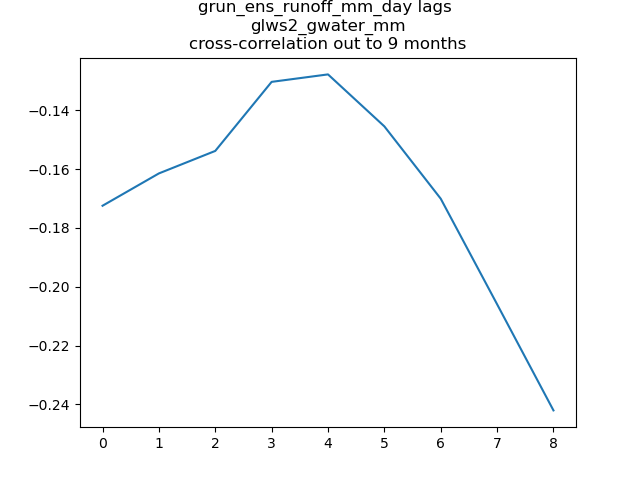 grun_ens_runoff_mm_day lags
glws2_gwater_mm
cross-correlation out to 9 months
−0.14
−0.16
−0.18
−0.20
−0.22
−0.24
0 1 2 3 4 5 6 7 8